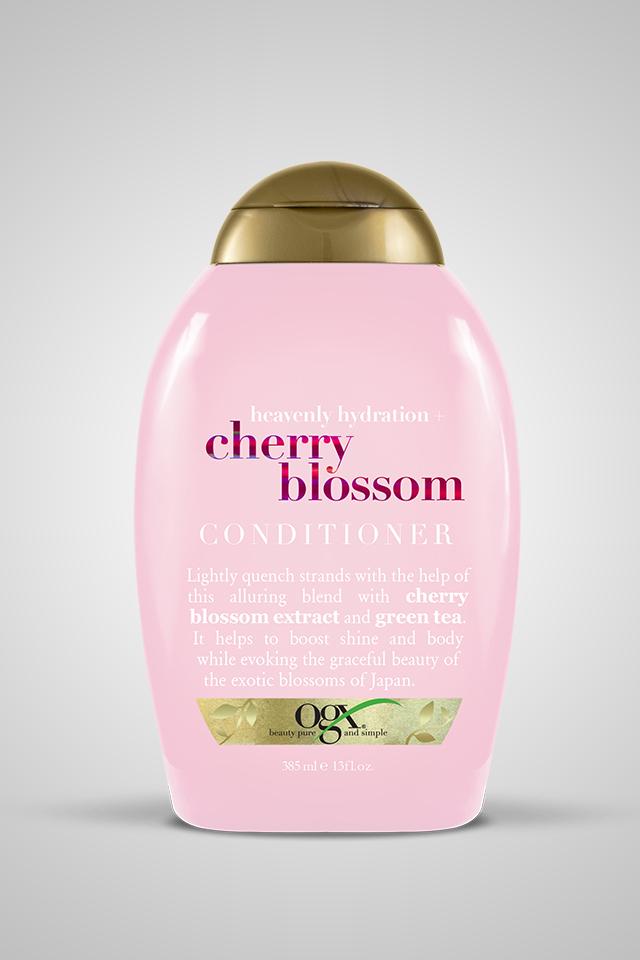 heavenly hydration +
cherry
blossom
CONDITIONER
Lightly quench strands with the help of
this alluring blend with cherry
blossom extract and green tea.
It helps to boost shine and body
while evoking the graceful beauty of
the exotic blossoms of Japan.
ogx®
beauty pure and simple
385 ml e 13 fl. oz.